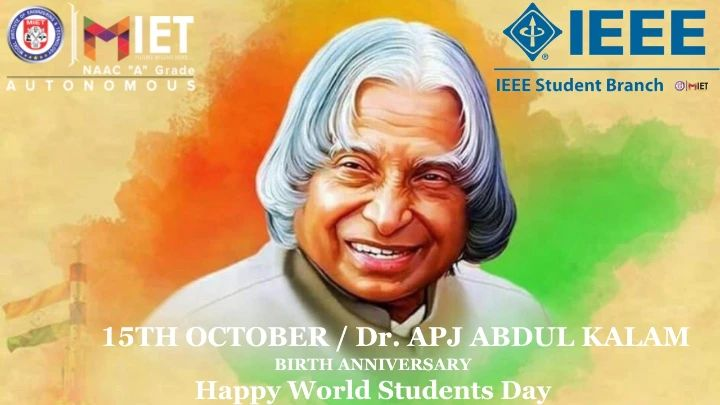 MIET
IEEE
NAAC "A" Grade
AUTONOMOUS
IEEE Student Branch
MIET
15TH OCTOBER / Dr. APJ ABDUL KALAM
BIRTH ANNIVERSARY
Happy World Students Day